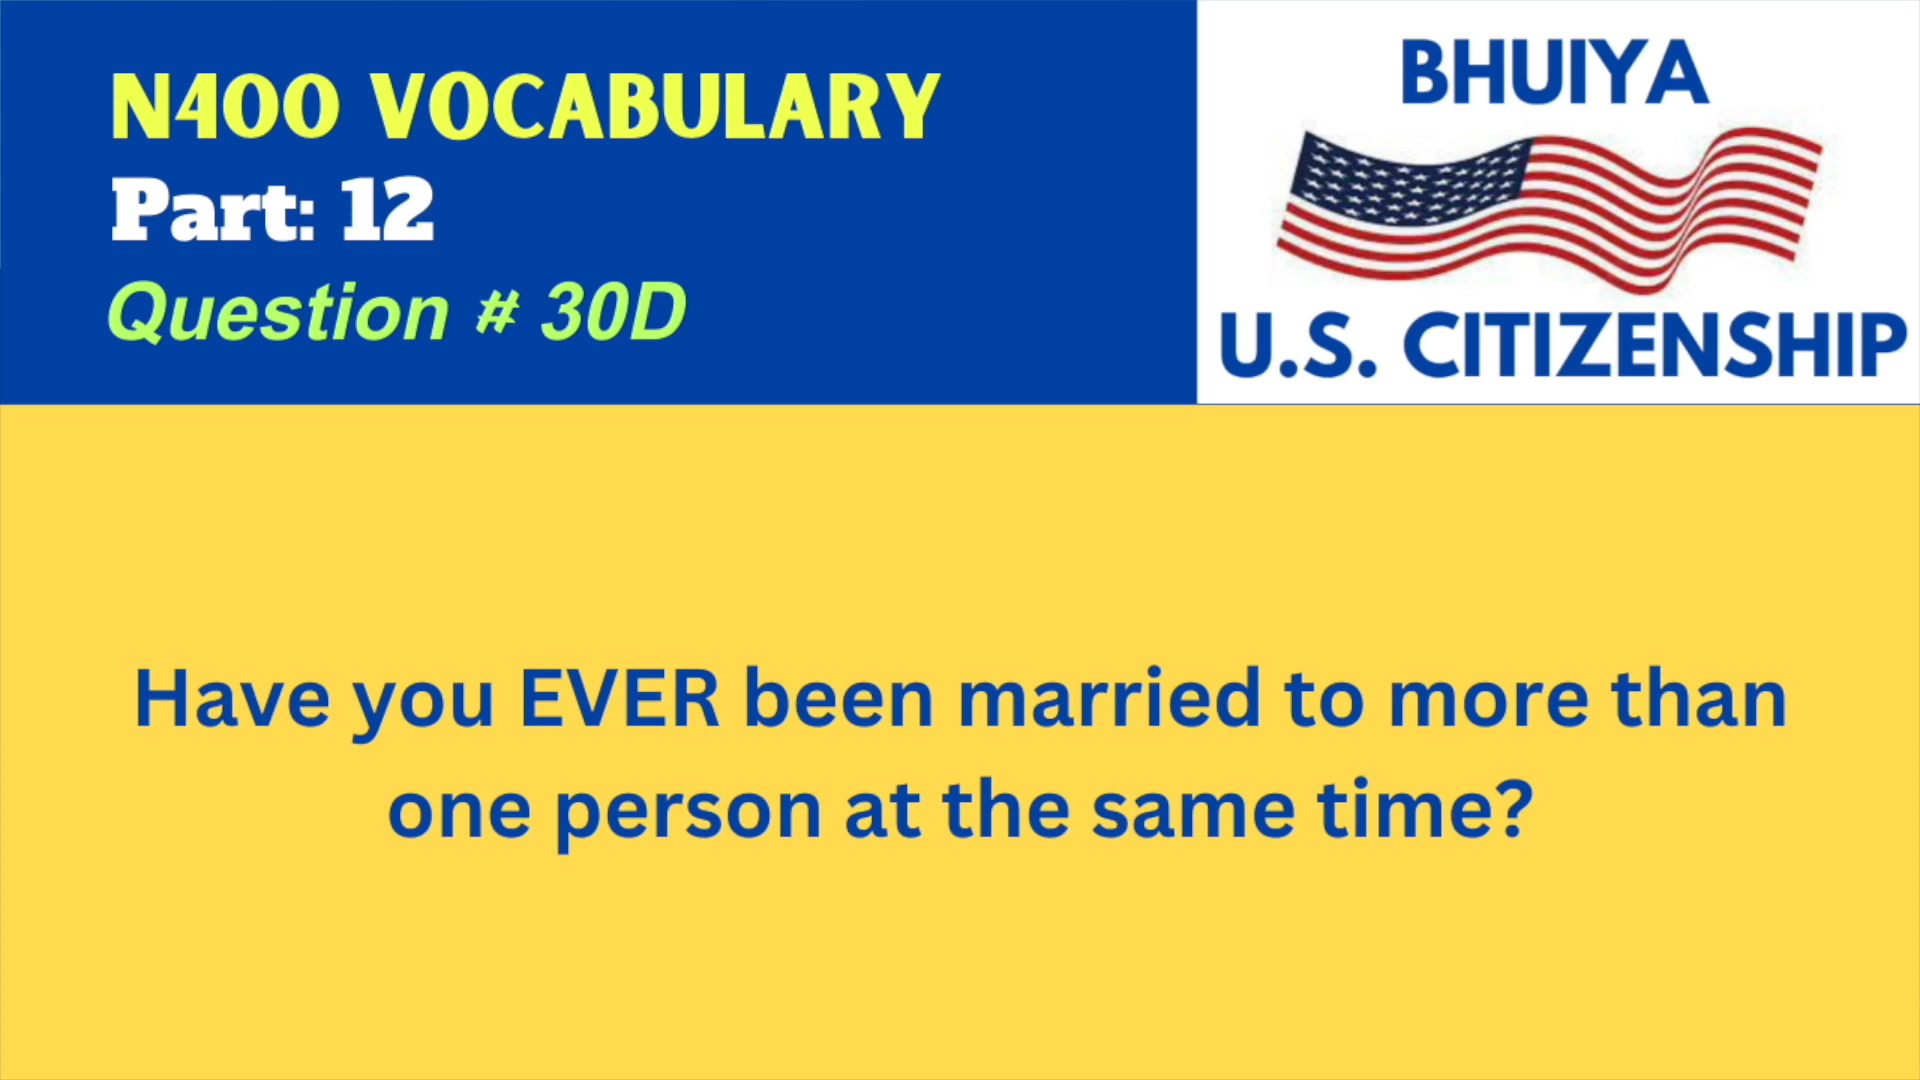 N400 VOCABULARY
Part: 12
Question # 30D
BHUIYA
U.S. CITIZENSHIP
Have you EVER been married to more than
one person at the same time?